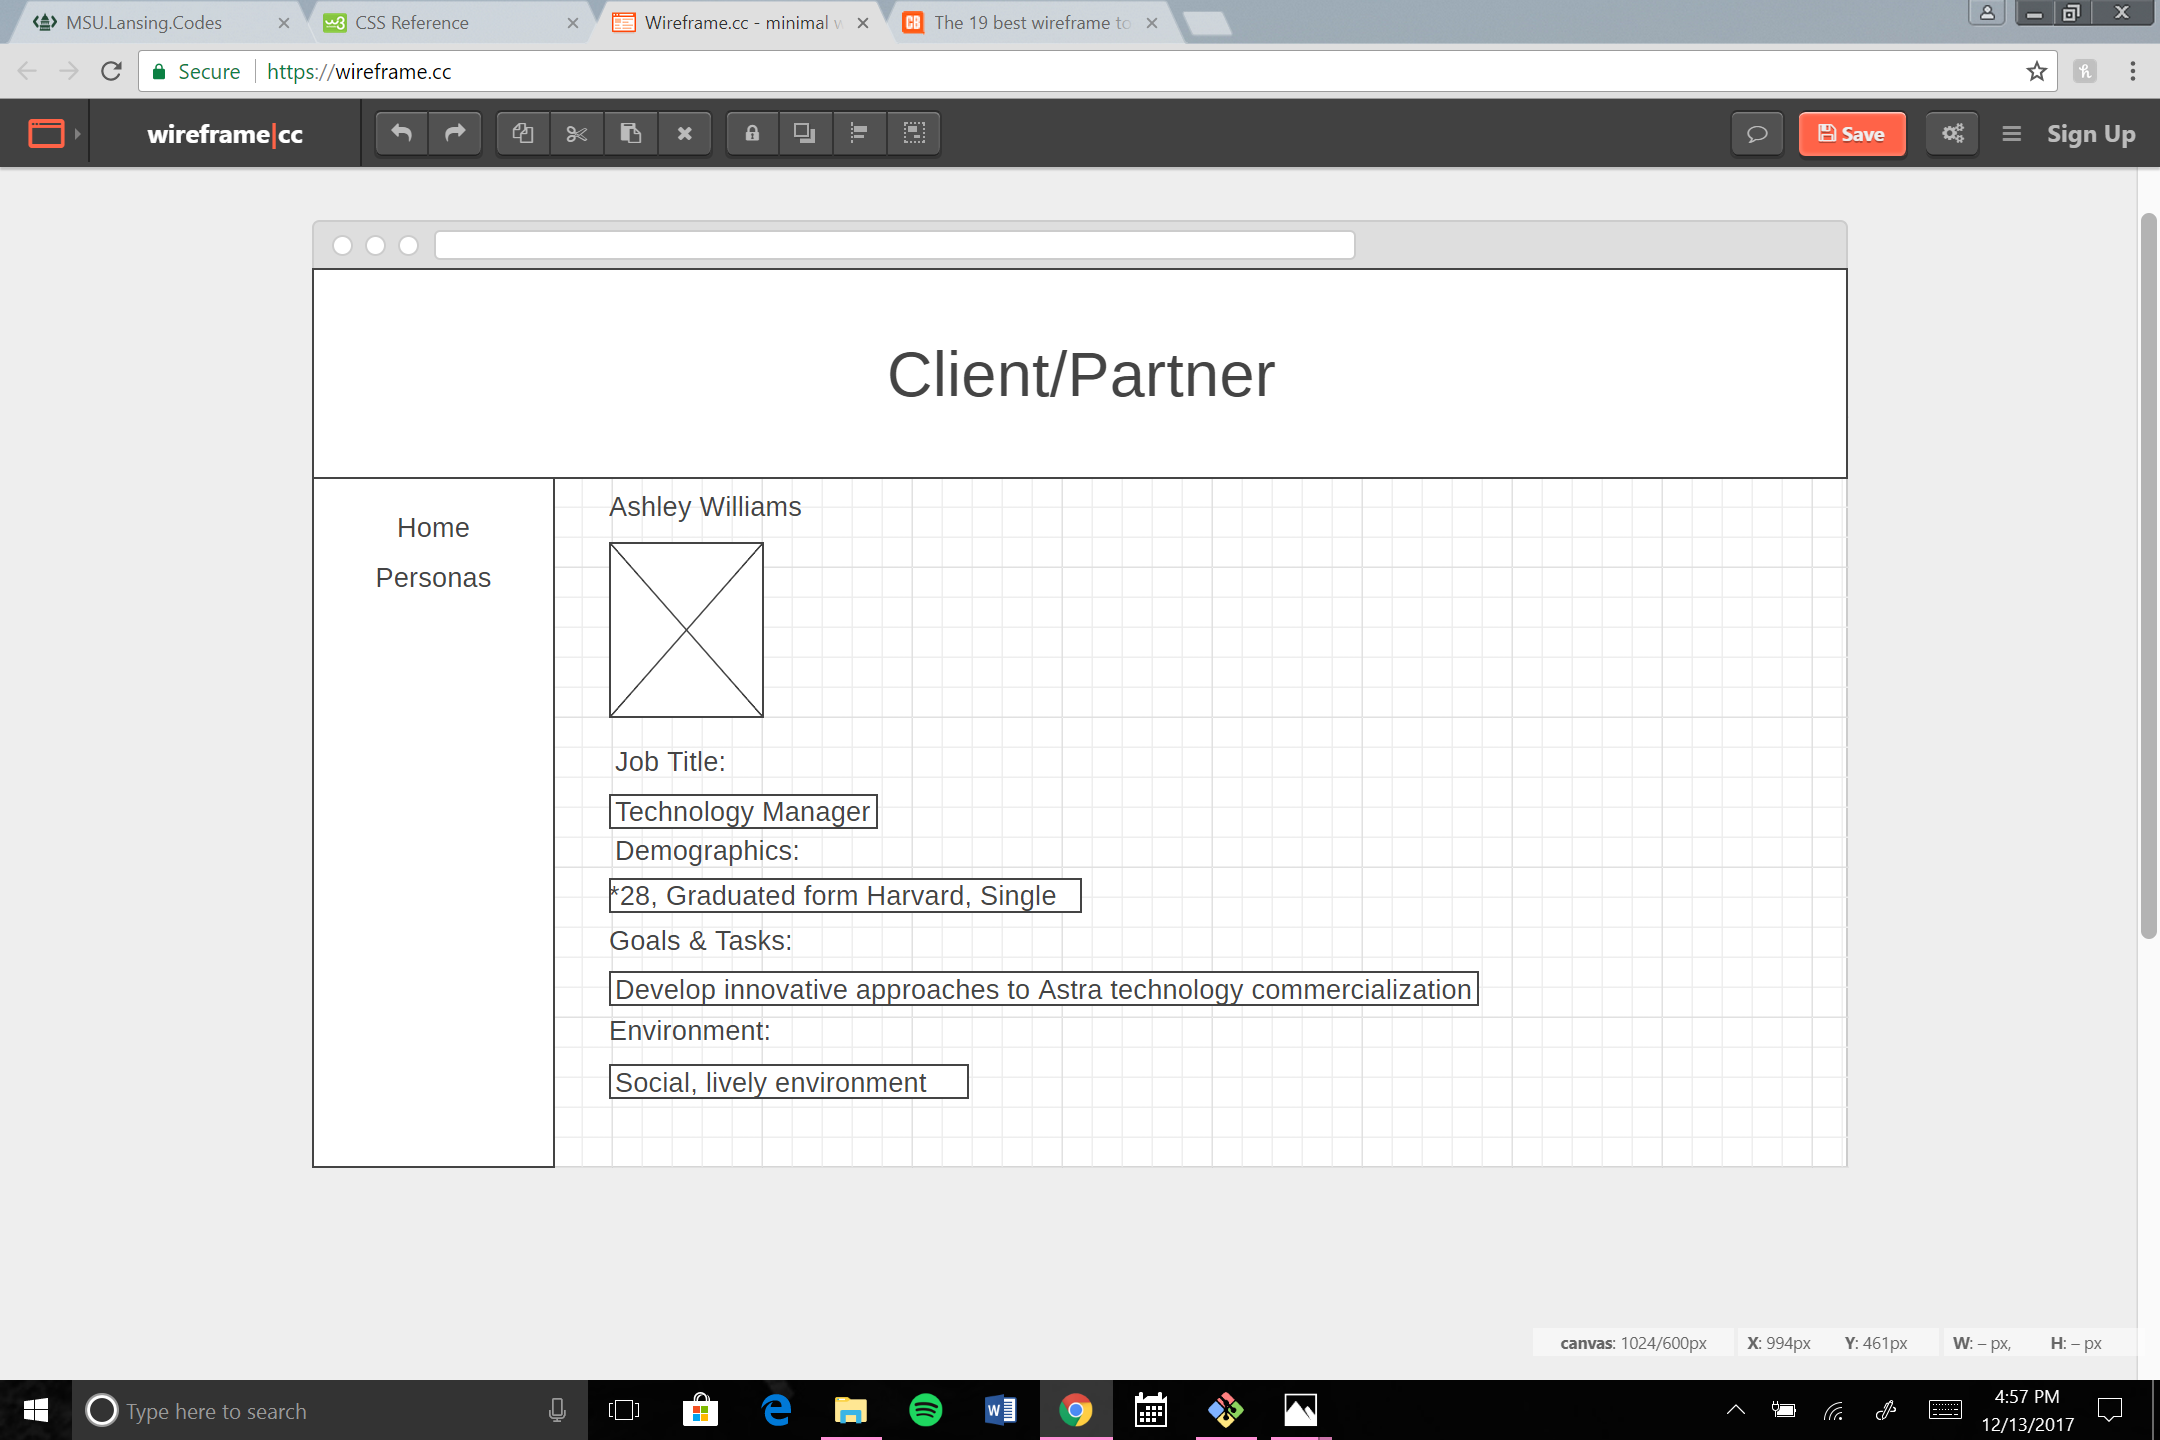 MSU.Lansing.Codes
CSS Reference
Wireframe.cc - minimal w
The 19 best wireframe to
Secure https://wireframe.cc
wireframe|cc
Save
Sign Up
Client/Partner
Home
Personas
Ashley Williams
Job Title:
Technology Manager
Demographics:
*28, Graduated form Harvard, Single
Goals & Tasks:
Develop innovative approaches to Astra technology commercialization
Environment:
Social, lively environment
canvas: 1024/600px X: 994px Y: 461px W: – px, H: – px
Type here to search
4:57 PM
12/13/2017